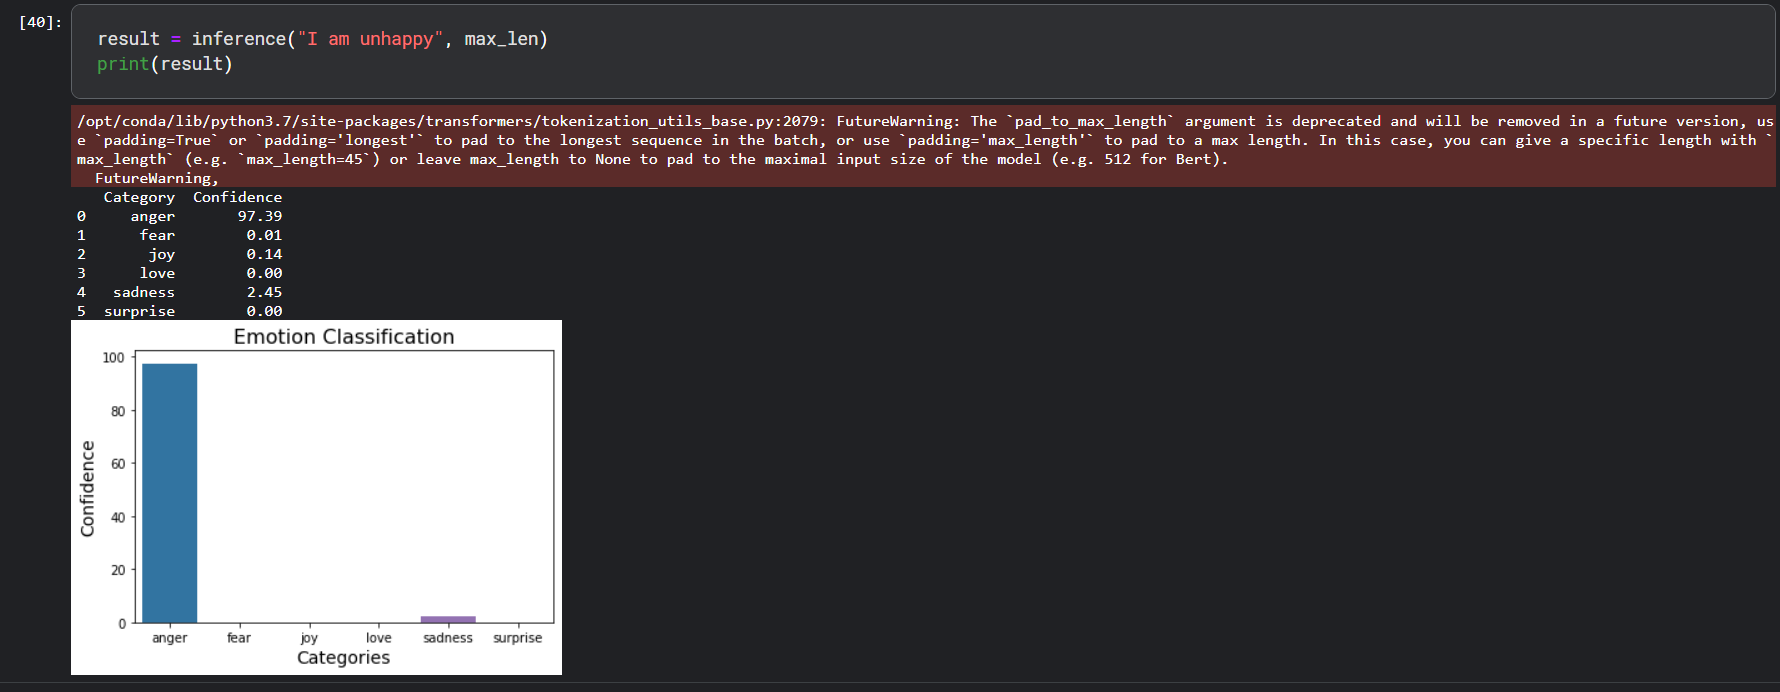 [40]:
result = inference("I am unhappy", max_len)
print(result)
/opt/conda/lib/python3.7/site-packages/transformers/tokenization_utils_base.py:2079: FutureWarning: The `pad_to_max_length` argument is deprecated and will be removed in a future version, us
e `padding=True` or `padding='longest'` to pad to the longest sequence in the batch, or use `padding='max_length'` to pad to a max length. In this case, you can give a specific length with `
max_length` (e.g. `max_length=45`) or leave max_length to None to pad to the maximal input size of the model (e.g. 512 for Bert).
FutureWarning,
Category Confidence
0 anger 97.39
1 fear 0.01
2 joy 0.14
3 love 0.00
4 sadness 2.45
5 surprise 0.00
Emotion Classification
100
80
60
40
20
0
Confidence
anger fear joy love sadness surprise
Categories